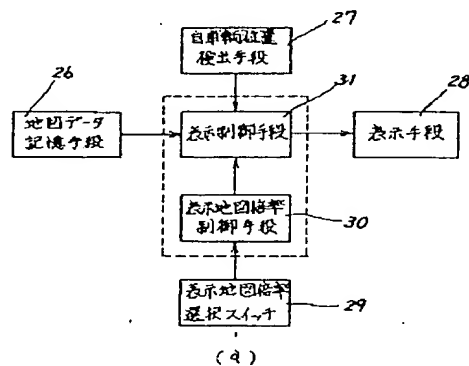 27
自車両位置
検出手段
26
31
28
地図データ
記憶手段
表示制御手段
表示手段
30
表示地図倍率
制御手段
表示地図倍率
選択スイッチ
29
(a)